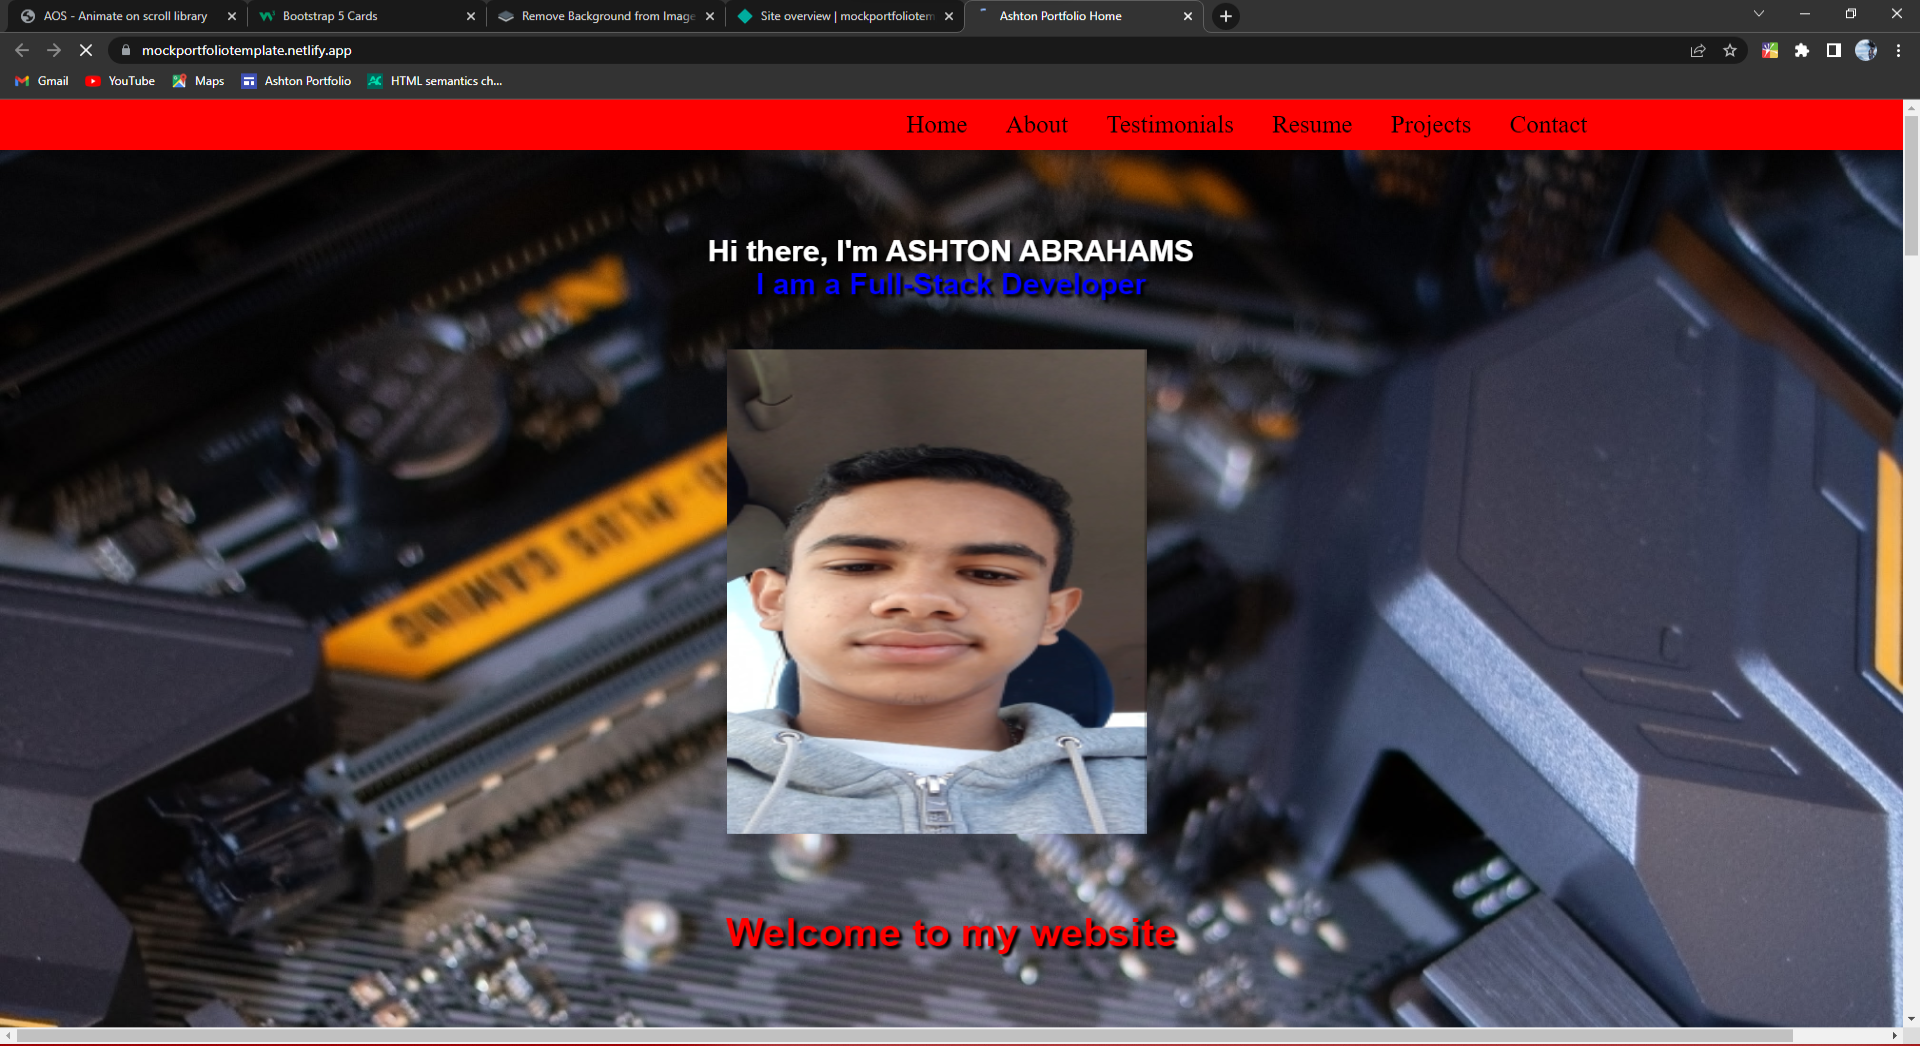 AOS - Animate on scroll library
Bootstrap 5 Cards
Remove Background from Image
Site overview | mockportfoliotem
Ashton Portfolio Home
mockportfoliotemplate.netlify.app
Gmail
YouTube
Maps
Ashton Portfolio
HTML semantics ch...
Home
About
Testimonials
Resume
Projects
Contact
Hi there, I'm ASHTON ABRAHAMS
I am a Full-Stack Developer
PLUS GAMING
Welcome to my website